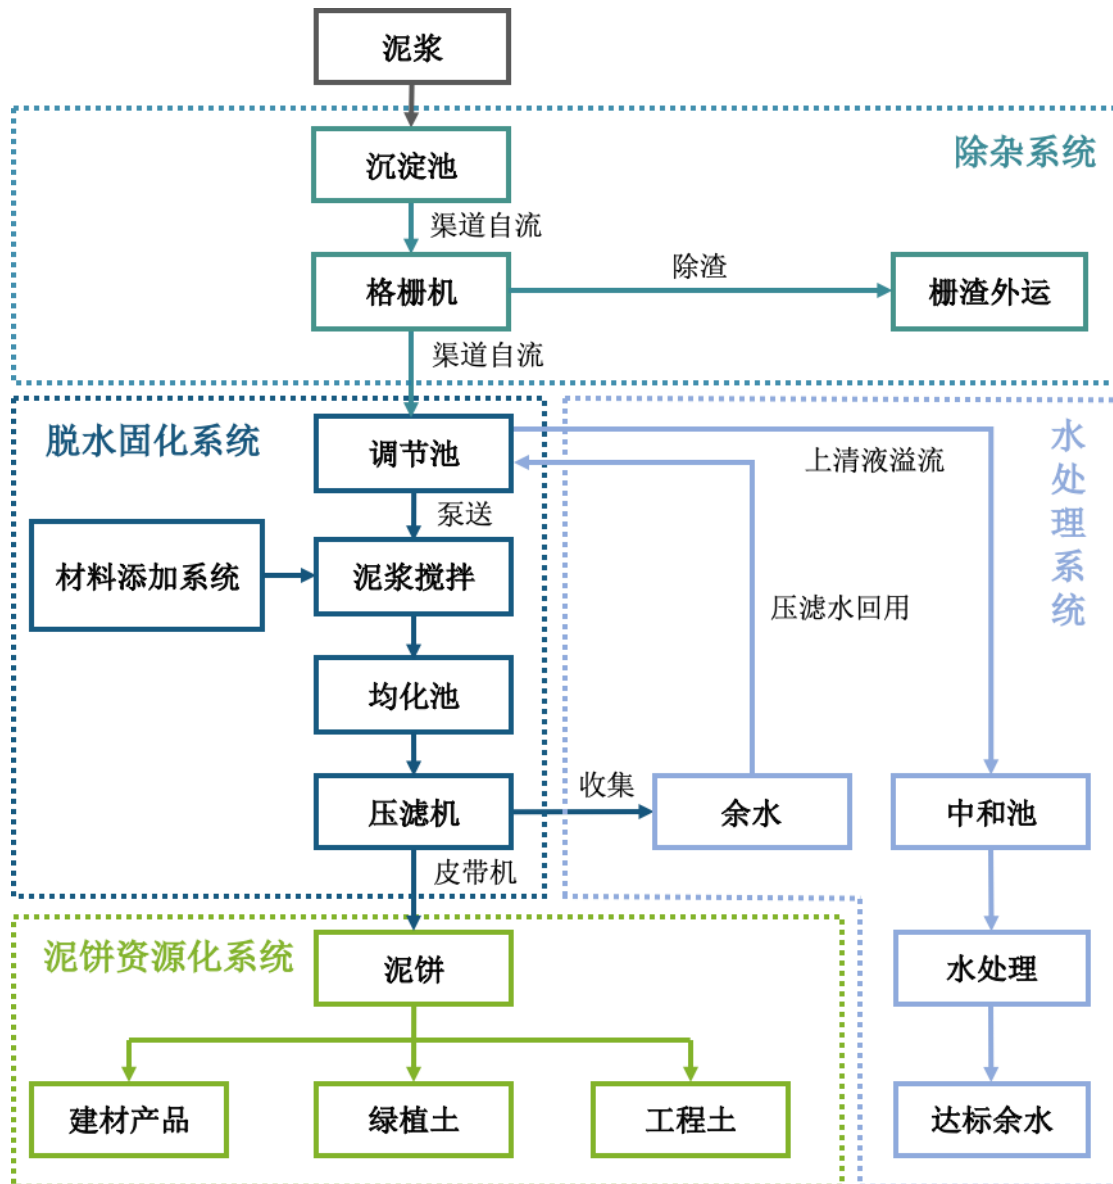 泥浆
除杂系统
沉淀池
渠道自流
格栅机
除渣
栅渣外运
渠道自流
脱水固化系统
调节池
上清液溢流
水处理系统
泵送
材料添加系统
泥浆搅拌
压滤水回用
均化池
压滤机
收集
余水
中和池
皮带机
泥饼资源化系统
泥饼
水处理
建材产品
绿植土
工程土
达标余水